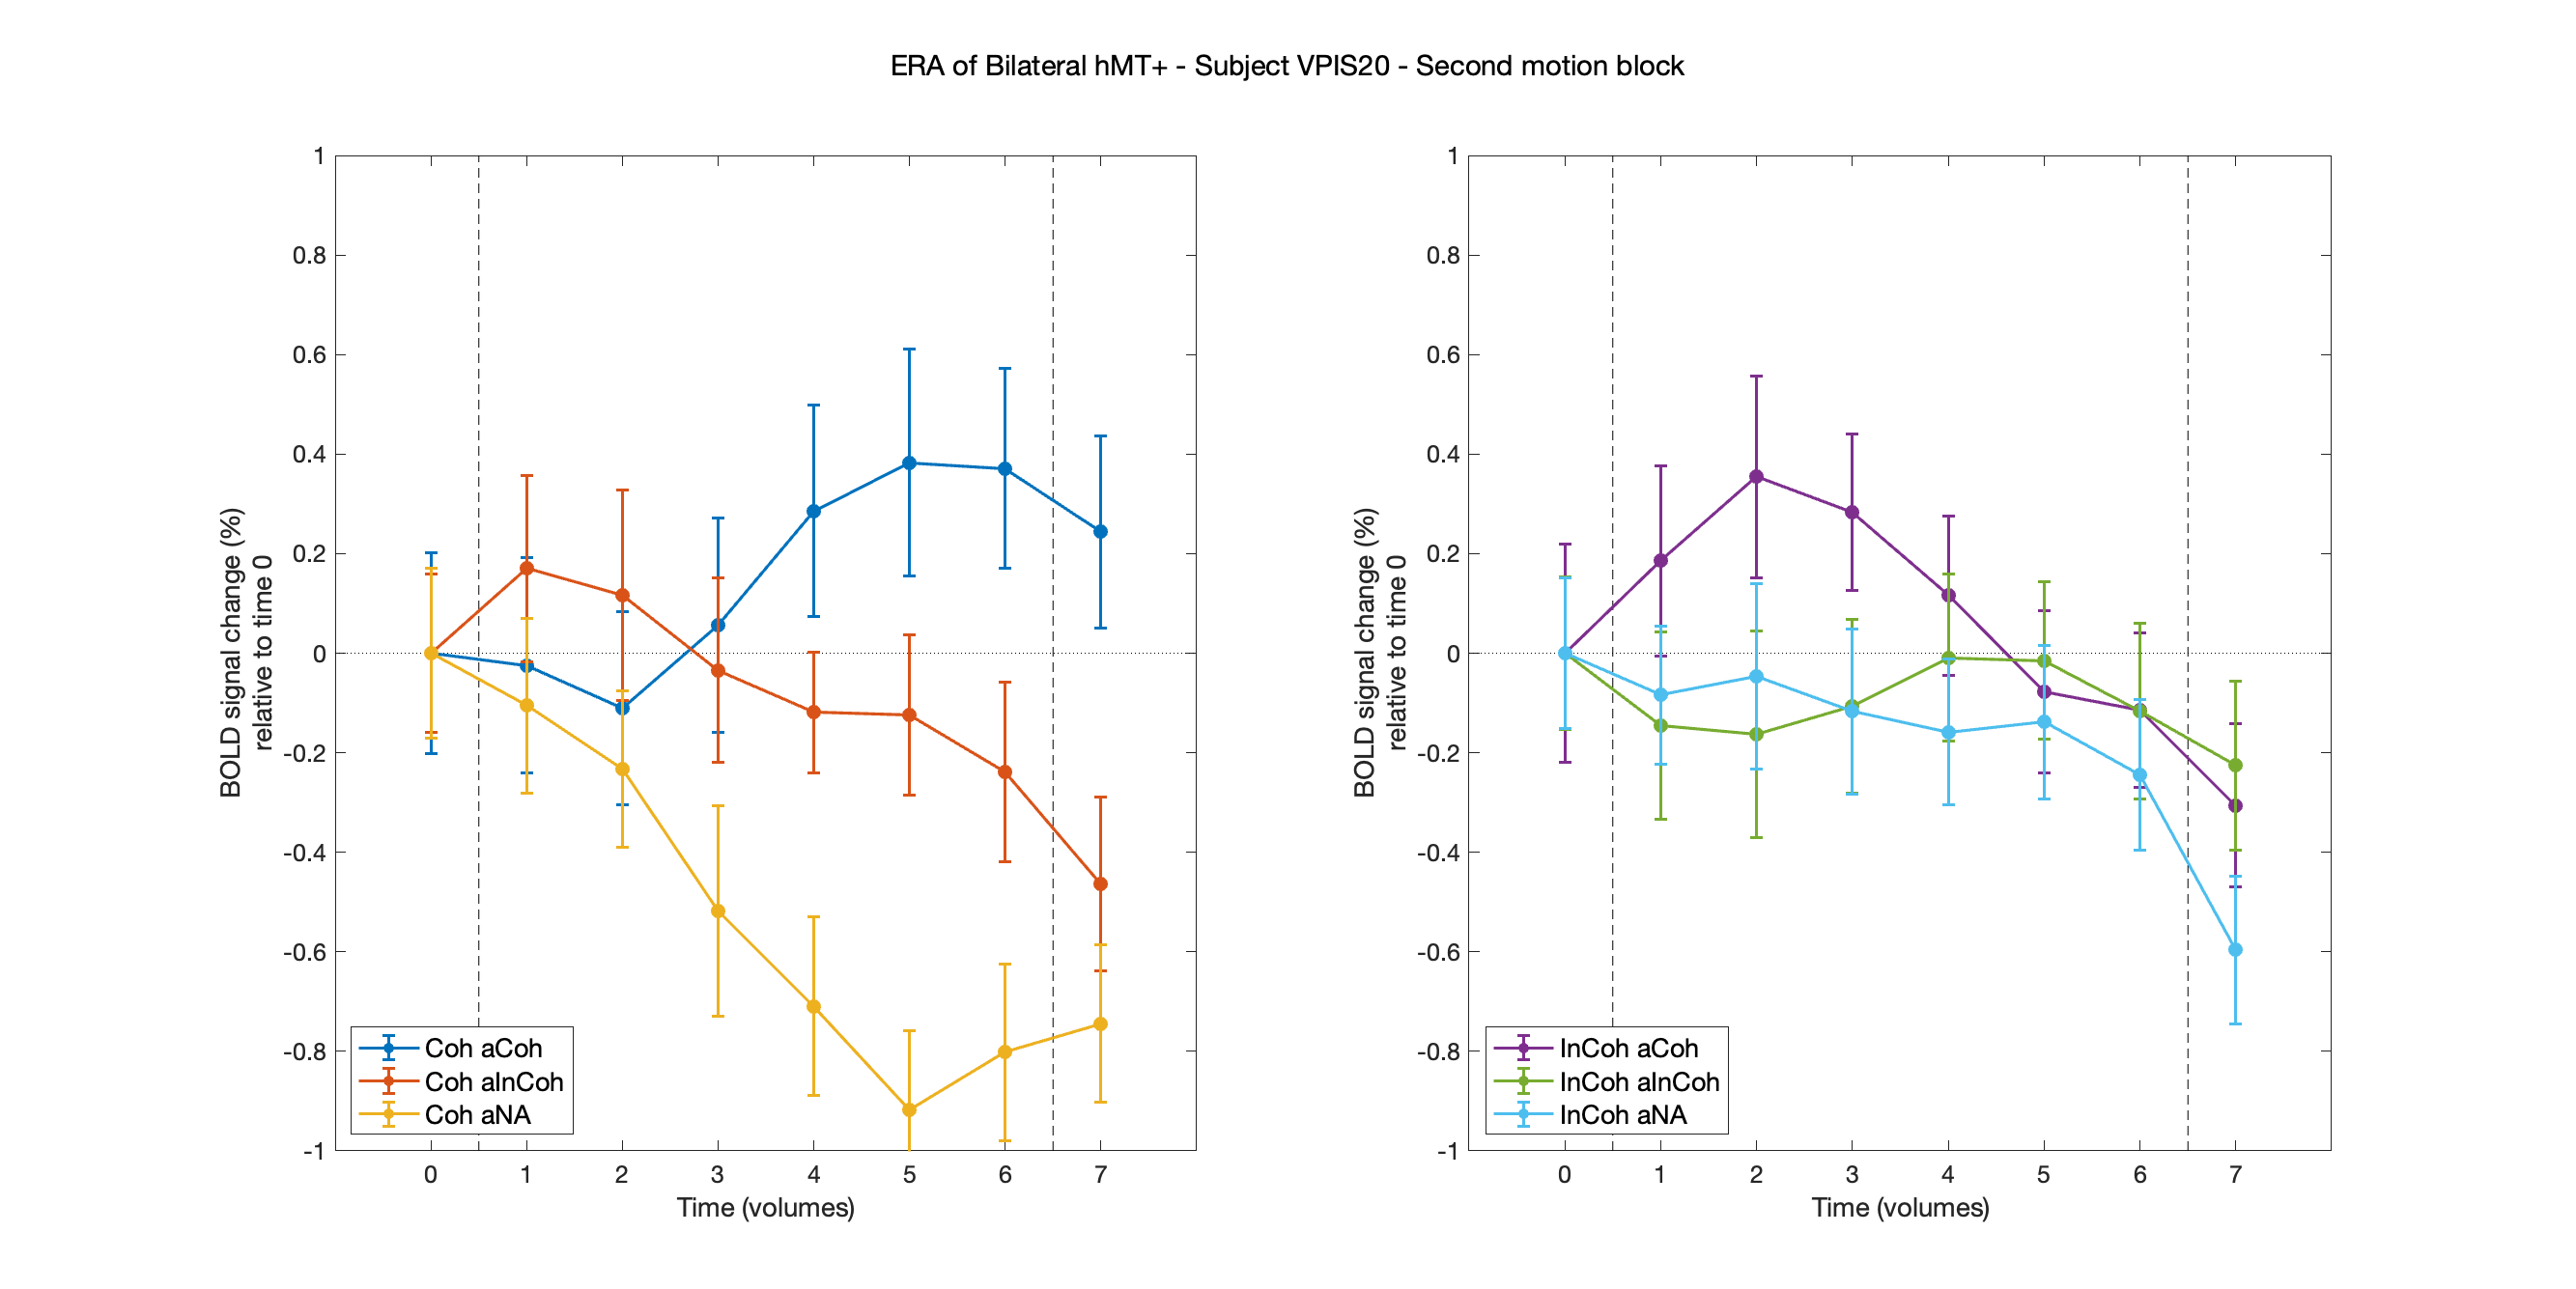 ERA of Bilateral hMT+ - Subject VPIS20 - Second motion block
BOLD signal change (%)
relative to time 0
1
0.8
0.6
0.4
0.2
0
-0.2
-0.4
-0.6
-0.8
-1
Coh aCoh
Coh aInCoh
Coh aNA
0 1 2 3 4 5 6 7
Time (volumes)
BOLD signal change (%)
relative to time 0
1
0.8
0.6
0.4
0.2
0
-0.2
-0.4
-0.6
-0.8
-1
InCoh aCoh
InCoh aInCoh
InCoh aNA
0 1 2 3 4 5 6 7
Time (volumes)